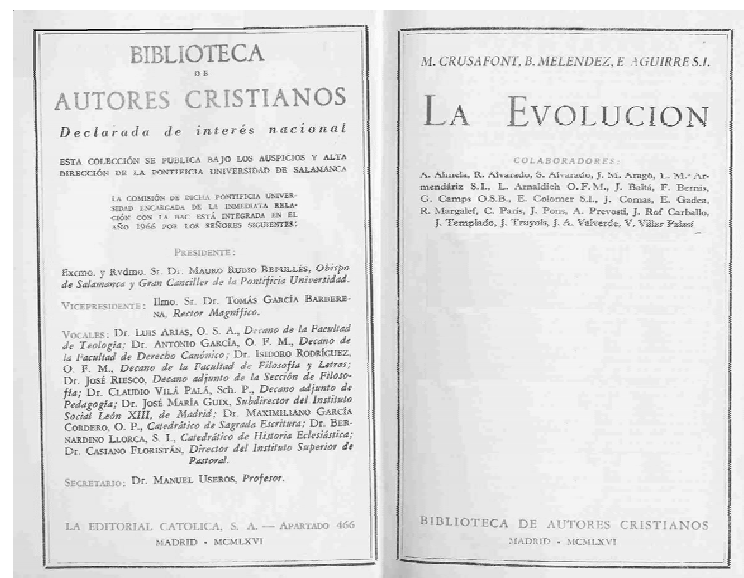 BIBLIOTECA
DE
AUTORES CRISTIANOS
Declarada de interés nacional
ESTA COLECCIÓN SE PUBLICA BAJO LOS AUSPICIOS Y ALTA
DIRECCIÓN DE LA PONTIFICIA UNIVERSIDAD DE SALAMANCA
LA COMISIÓN DE DICHA PONTIFICIA UNIVER-
SIDAD ENCARGADA DE LA INMEDIATA RELA-
CIÓN CON LA BAC ESTÁ INTEGRADA EN EL
AÑO 1966 POR LOS SEÑORES SIGUIENTES:
PRESIDENTE:
Excmo. y Rvdmo. Sr. Dr. MAURO RUBIO REPULLÉS, Obispo
de Salamanca y Gran Canciller de la Pontificia Universidad.
VICEPRESIDENTE: Ilmo. Sr. Dr. TOMÁS GARCÍA BARBERE-
NA, Rector Magnífico.
VOCALES: Dr. LUIS ARIAS, O. S. A., Decano de la Facultad
de Teología; Dr. ANTONIO GARCÍA, O. F. M., Decano de
la Facultad de Derecho Canónico; Dr. ISIDORO RODRÍGUEZ,
O. F. M., Decano de la Facultad de Filosofía y Letras;
Dr. JOSÉ RIESCO, Decano adjunto de la Sección de Filoso-
fía; Dr. CLAUDIO VILÁ PALÁ, Sch. P., Decano adjunto de
Pedagogía; Dr. JOSÉ MARÍA GUIX, Subdirector del Instituto
Social León XIII, de Madrid; Dr. MAXIMILIANO GARCÍA
CORDERO, O. P., Catedrático de Sagrada Escritura; Dr. BER-
NARDINO LLORCA, S. I., Catedrático de Historia Eclesiástica;
Dr. CASIANO FLORISTÁN, Director del Instituto Superior de
Pastoral.
SECRETARIO: Dr. MANUEL USEROS, Profesor.
LA EDITORIAL CATOLICA, S. A. — APARTADO 466
MADRID - MCMLXVI
M. CRUSAFONT, B. MELENDEZ, E. AGUIRRE S.I.
LA EVOLUCION
COLABORADORES:
A. Almela, R. Alvarado, S. Alvarado, J. M. Aragó, L. M.ª Ar-
mendáriz S.I., L. Arnaldich O.F.M., J. Baltá, F. Bernis,
G. Camps O.S.B., E. Colomer S.I., J. Comas, E. Gadea,
R. Margalef, C. París, J. Pons, A. Prevosti, J. Rof Carballo,
J. Templado, J. Truyols, J. A. Valverde, V. Villar Palasí
BIBLIOTECA DE AUTORES CRISTIANOS
MADRID - MCMLXVI